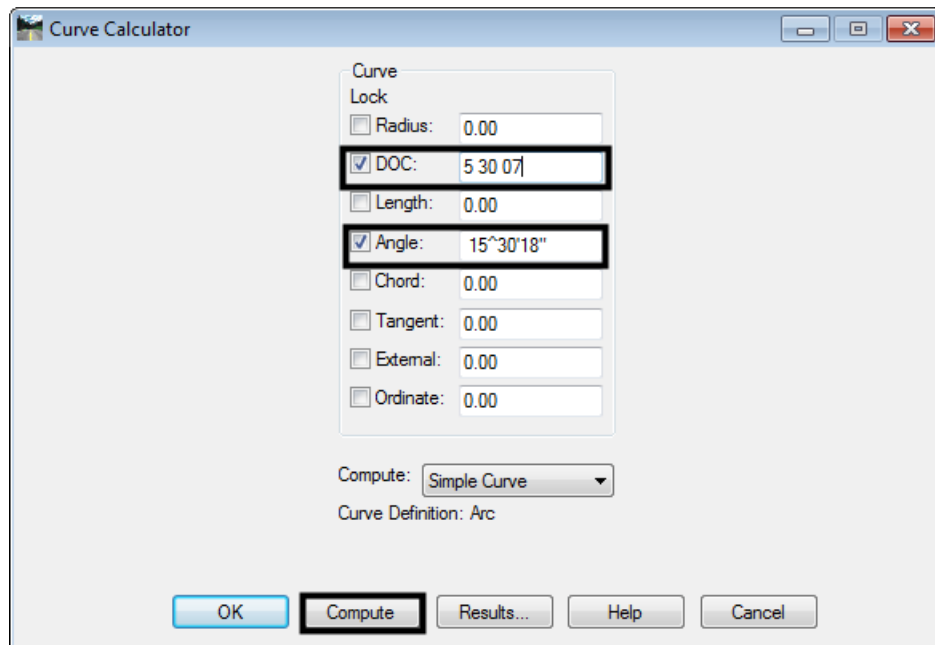 Curve Calculator
Curve
Lock
Radius: 0.00
DOC: 5 30 07
Length: 0.00
Angle: 15^30'18"
Chord: 0.00
Tangent: 0.00
External: 0.00
Ordinate: 0.00
Compute: Simple Curve
Curve Definition: Arc
OK Compute Results... Help Cancel